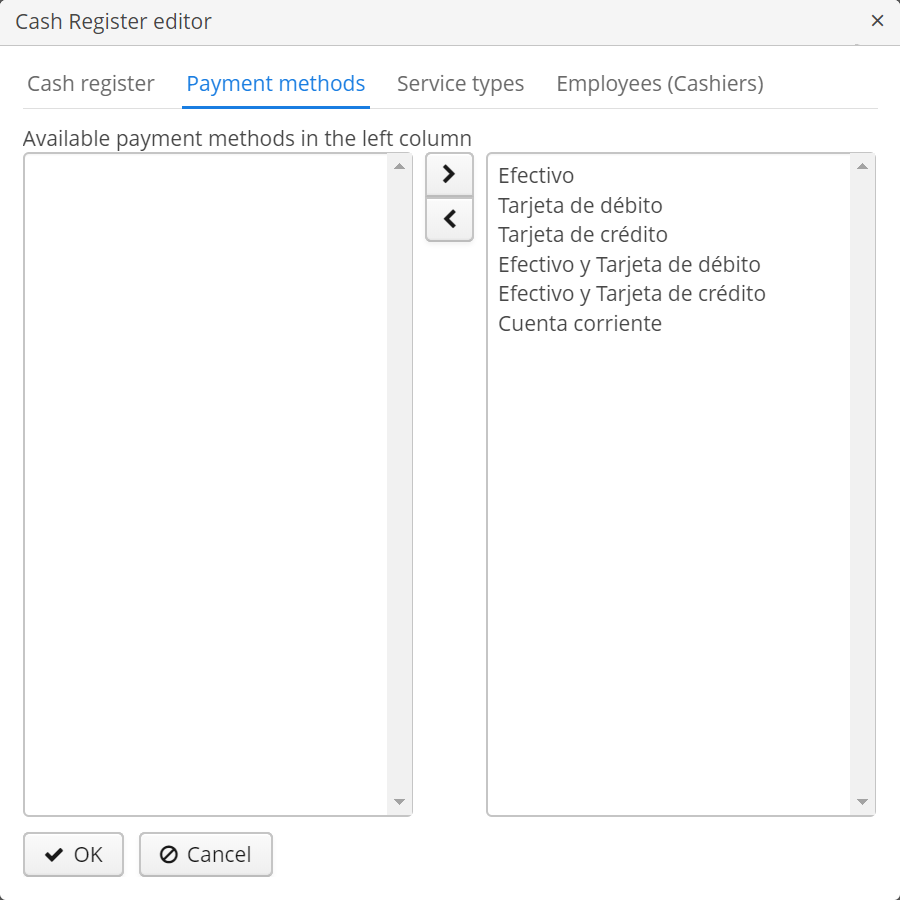 Cash Register editor
Cash register Payment methods Service types Employees (Cashiers)
Available payment methods in the left column
Efectivo
Tarjeta de débito
Tarjeta de crédito
Efectivo y Tarjeta de débito
Efectivo y Tarjeta de crédito
Cuenta corriente
OK Cancel